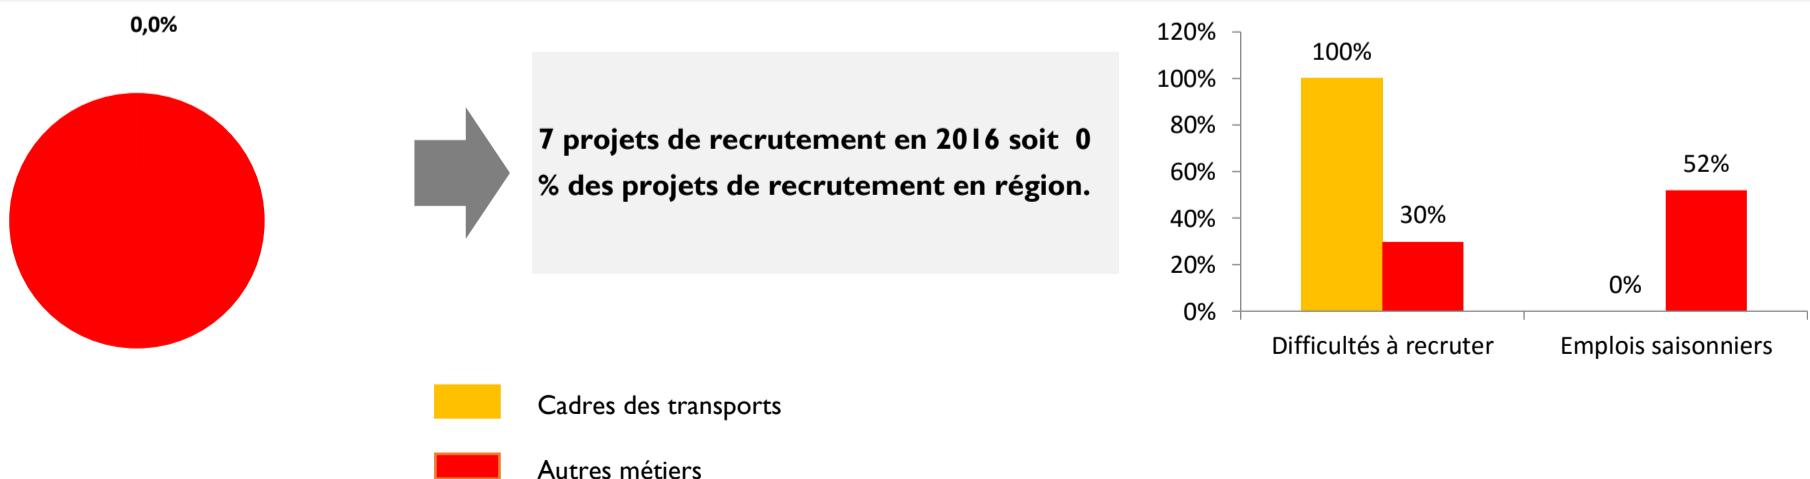 0,0%
7 projets de recrutement en 2016 soit 0
% des projets de recrutement en région.
120%
100%
80%
60%
40%
20%
0%
100%
30%
0%
52%
Difficultés à recruter
Emplois saisonniers
Cadres des transports
Autres métiers